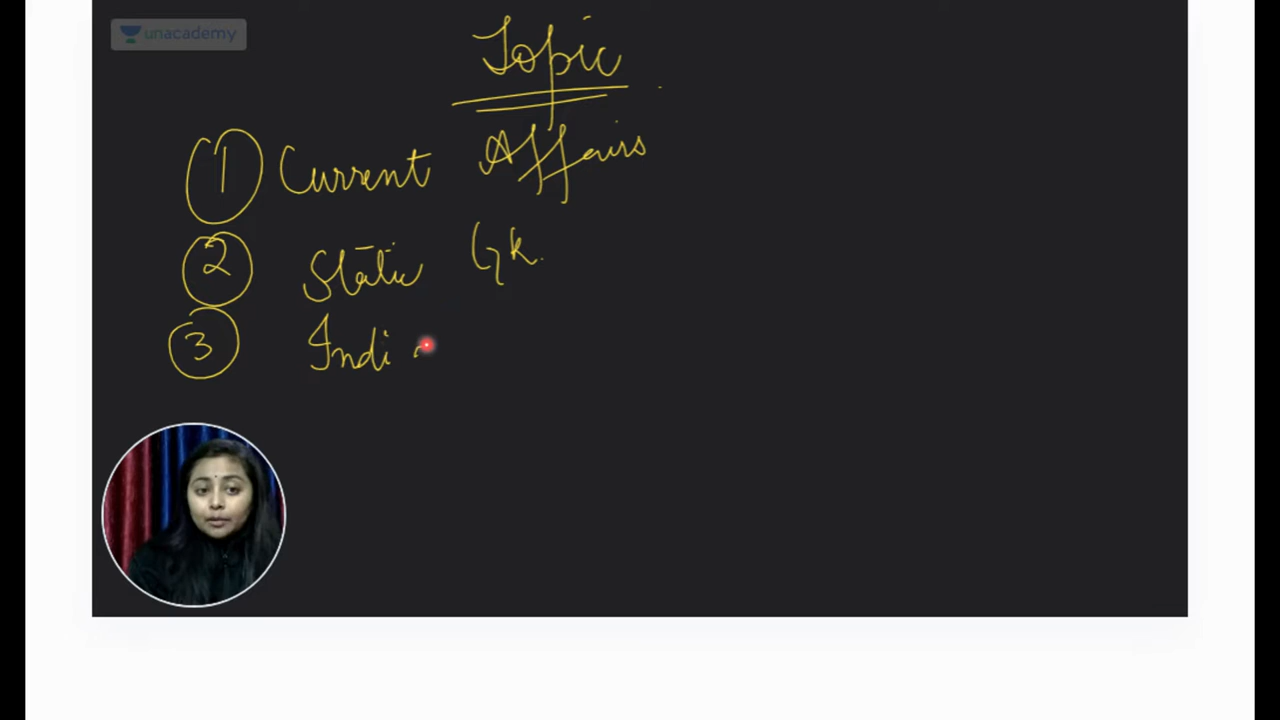 unacademy
Topic
1 Current Affairs
2 Static Gk.
3 Indi